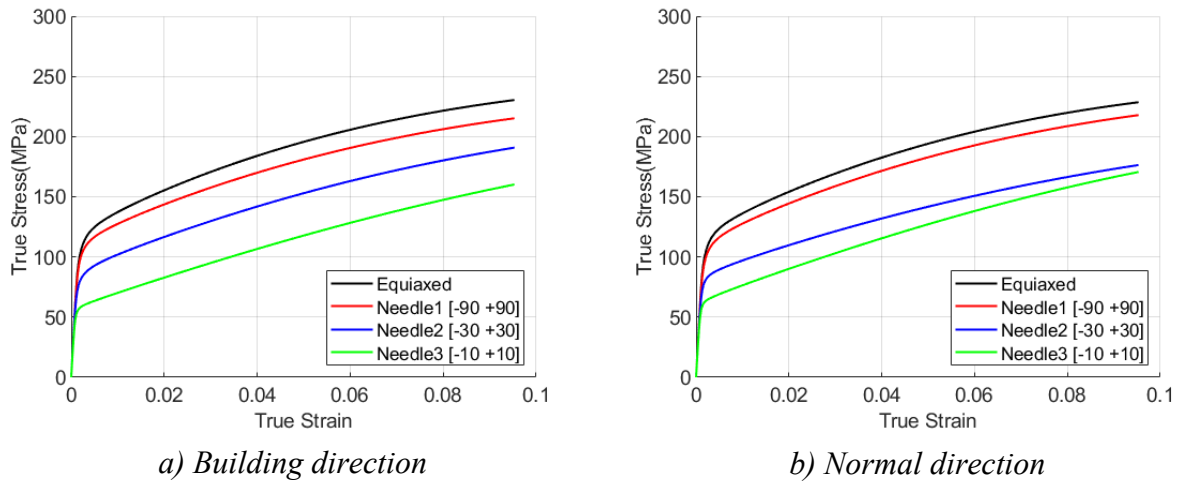 300
250
200
150
100
50
0
True Stress(MPa)
Equiaxed
Needle1 [-90 +90]
Needle2 [-30 +30]
Needle3 [-10 +10]
0 0.02 0.04 0.06 0.08 0.1
True Strain
a) Building direction
300
250
200
150
100
50
0
True Stress(MPa)
Equiaxed
Needle1 [-90 +90]
Needle2 [-30 +30]
Needle3 [-10 +10]
0 0.02 0.04 0.06 0.08 0.1
True Strain
b) Normal direction